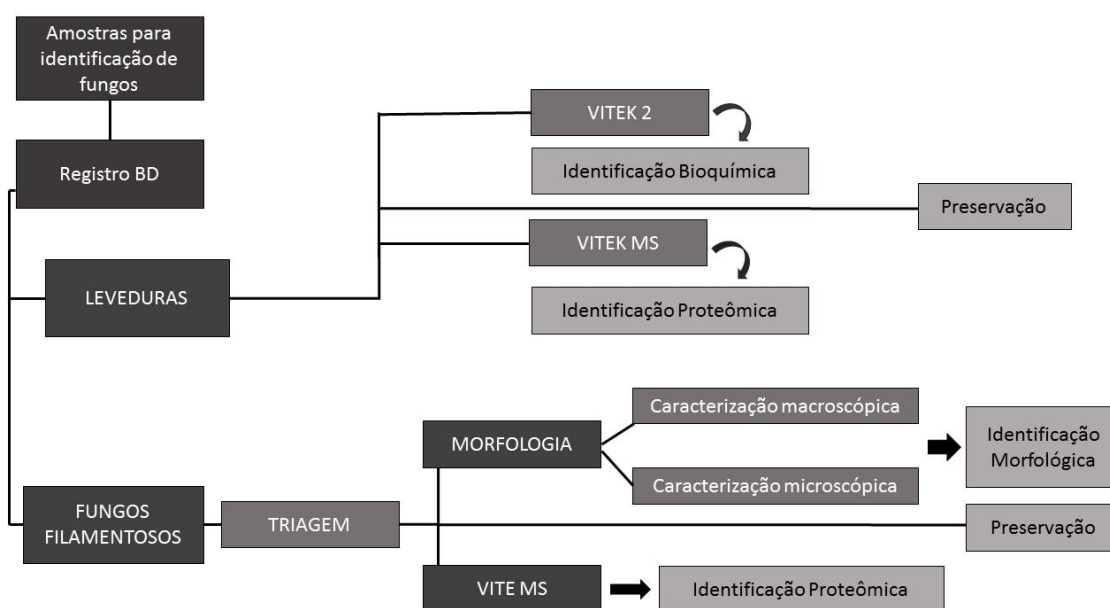 Amostras para
identificação de
fungos
Registro BD
VITEK 2
Identificação Bioquímica
Preservação
VITEK MS
LEVEDURAS
Identificação Proteômica
Caracterização macroscópica
MORFOLOGIA
Identificação
Morfológica
Caracterização microscópica
FUNGOS
FILAMENTOSOS
TRIAGEM
Preservação
VITE MS
Identificação Proteômica